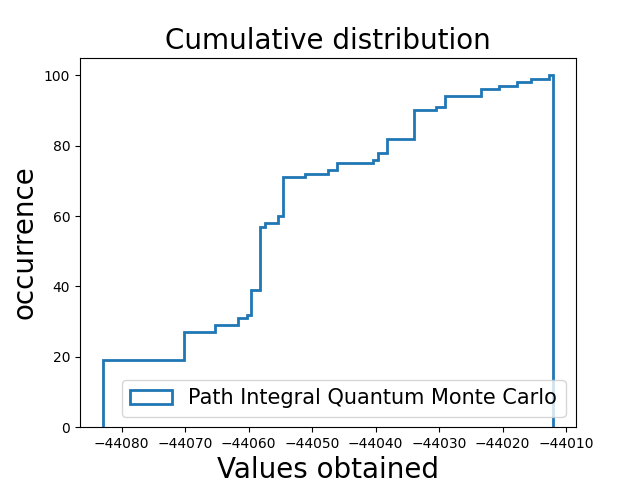 Cumulative distribution
100
80
60
40
20
0
occurrence
Path Integral Quantum Monte Carlo
−44080 −44070 −44060 −44050 −44040 −44030 −44020 −44010
Values obtained